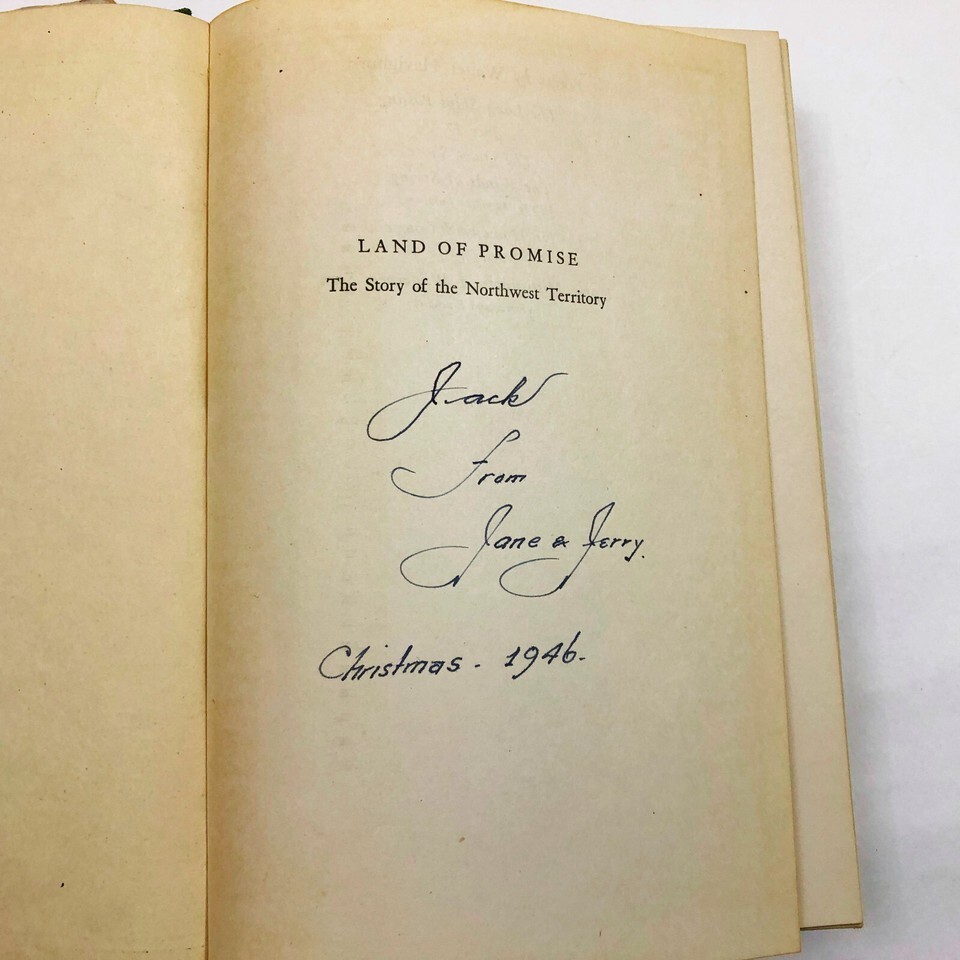 LAND OF PROMISE
The Story of the Northwest Territory
Jack
From
Jane & Jerry.
Christmas. 1946.